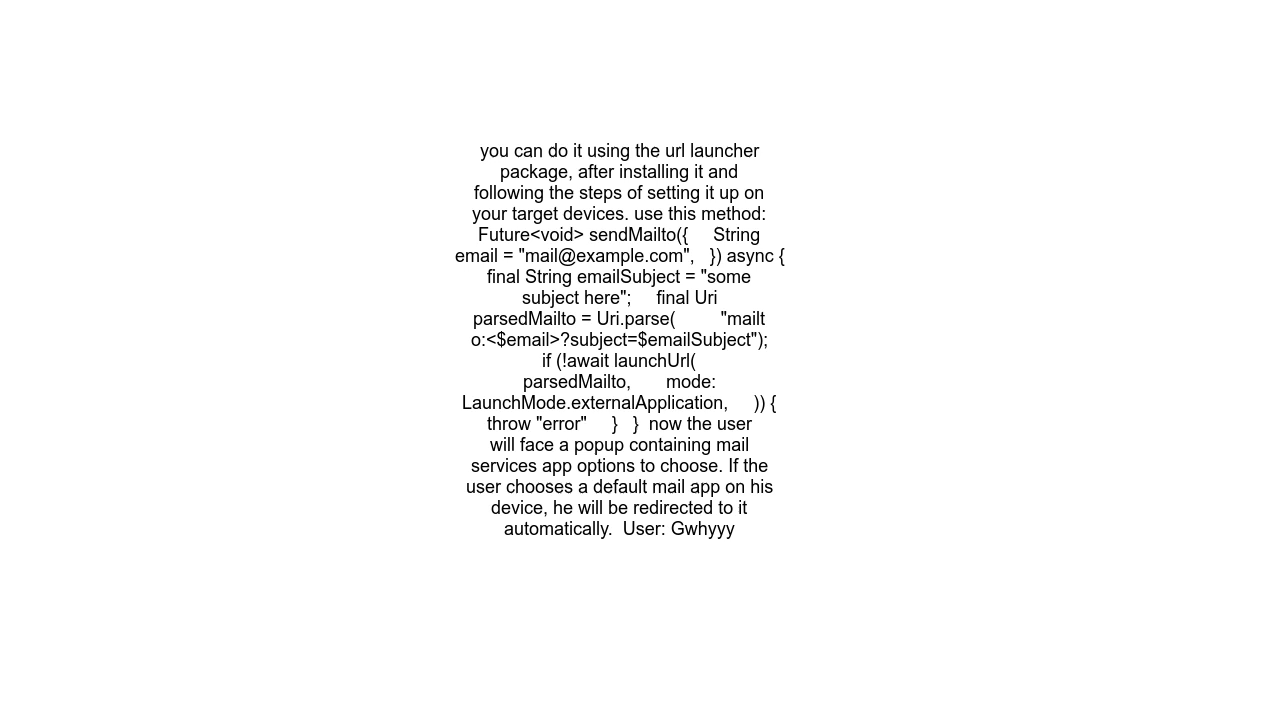 you can do it using the url launcher
package, after installing it and
following the steps of setting it up on
your target devices. use this method:
Future<void> sendMailto({     String
email = "mail@example.com",   }) async {
final String emailSubject = "some
subject here";     final Uri
parsedMailto = Uri.parse(         "mailt
o:<$email>?subject=$emailSubject");
if (!await launchUrl(
parsedMailto,       mode:
LaunchMode.externalApplication,     )) {
throw "error"     }   }  now the user
will face a popup containing mail
services app options to choose. If the
user chooses a default mail app on his
device, he will be redirected to it
automatically.  User: Gwhyyy